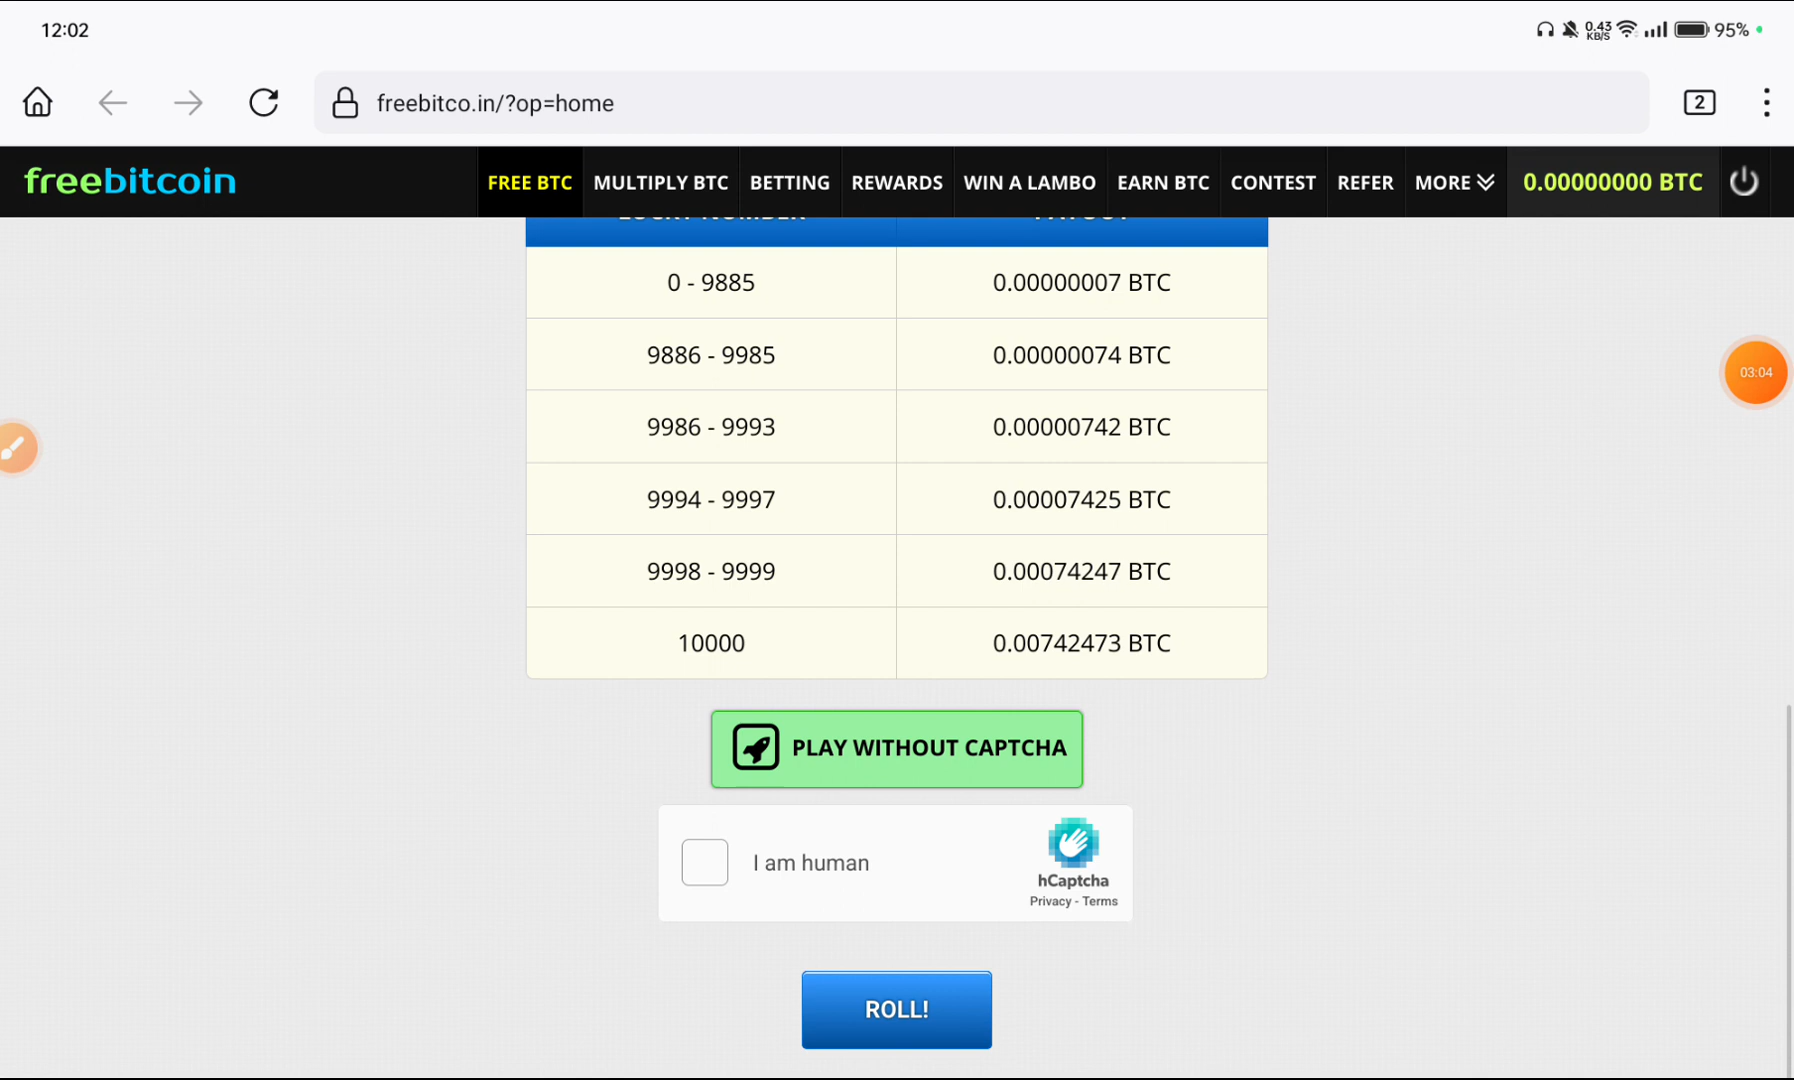 12:02
0.43 KB/S 95%
freebitco.in/?op=home
2
freebitcoin
FREE BTC MULTIPLY BTC BETTING REWARDS WIN A LAMBO EARN BTC CONTEST REFER MORE 0.00000000 BTC
LUCKY NUMBER PAYOUT
0 - 9885 0.00000007 BTC
9886 - 9985 0.00000074 BTC
03:04
9986 - 9993 0.00000742 BTC
9994 - 9997 0.00007425 BTC
9998 - 9999 0.00074247 BTC
10000 0.00742473 BTC
PLAY WITHOUT CAPTCHA
I am human
hCaptcha
Privacy - Terms
ROLL!